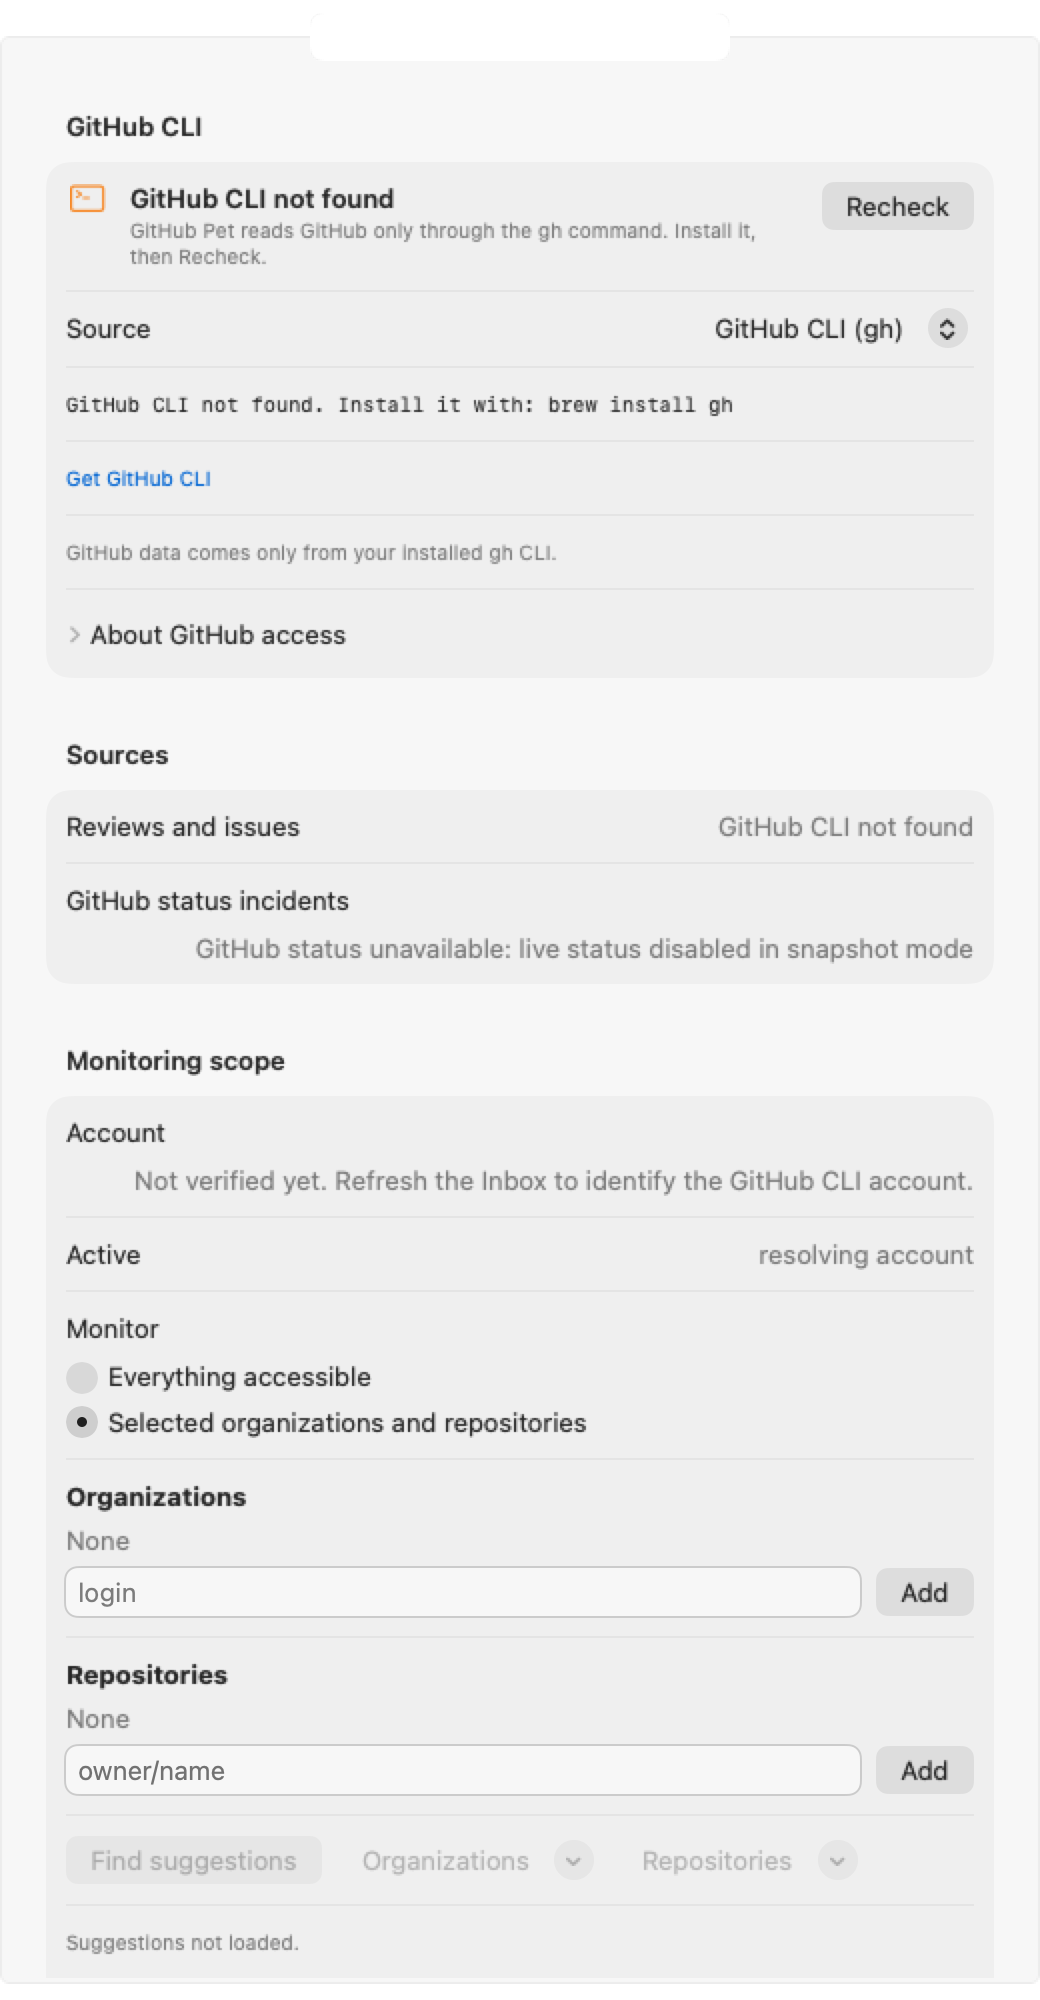 GitHub CLI
GitHub CLI not found
Recheck
GitHub Pet reads GitHub only through the gh command. Install it,
then Recheck.
Source
GitHub CLI (gh)
GitHub CLI not found. Install it with: brew install gh
Get GitHub CLI
GitHub data comes only from your installed gh CLI.
About GitHub access
Sources
Reviews and issues
GitHub CLI not found
GitHub status incidents
GitHub status unavailable: live status disabled in snapshot mode
Monitoring scope
Account
Not verified yet. Refresh the Inbox to identify the GitHub CLI account.
Active
resolving account
Monitor
Everything accessible
Selected organizations and repositories
Organizations
None
login
Add
Repositories
None
owner/name
Add
Find suggestions
Organizations
Repositories
Suggestions not loaded.